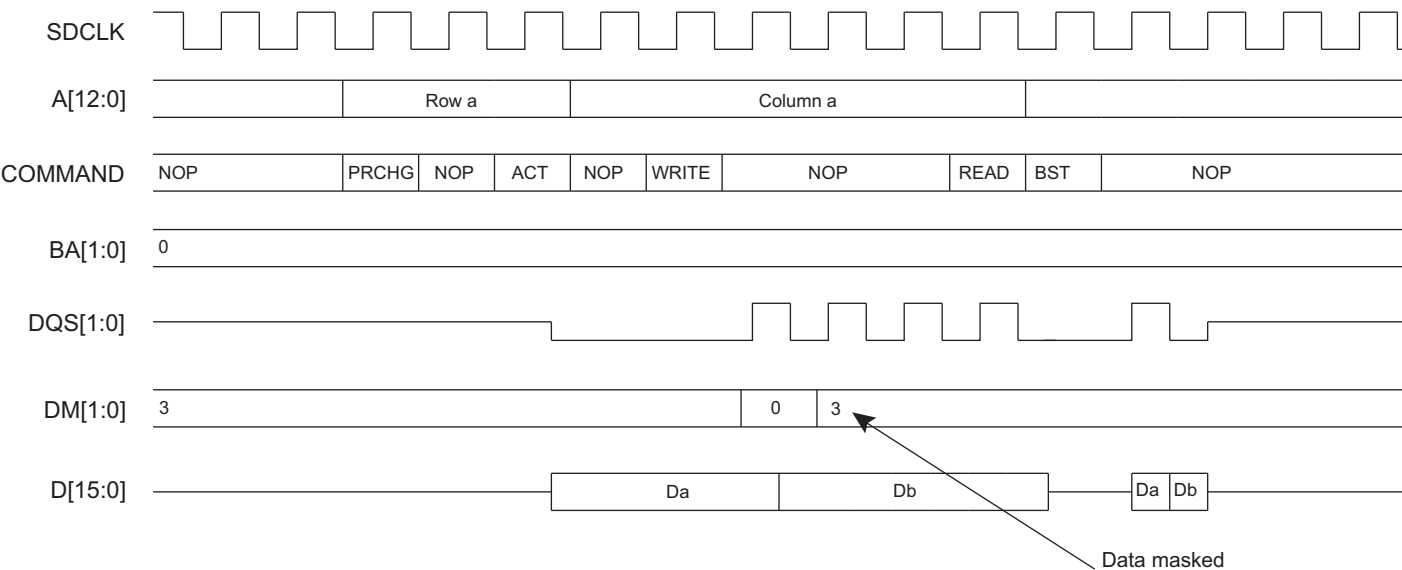 SDCLK
A[12:0] Row a Column a
COMMAND NOP PRCHG NOP ACT NOP WRITE NOP READ BST NOP
BA[1:0] 0
DQS[1:0]
DM[1:0] 3 0 3
D[15:0] Da Db Da Db
Data masked